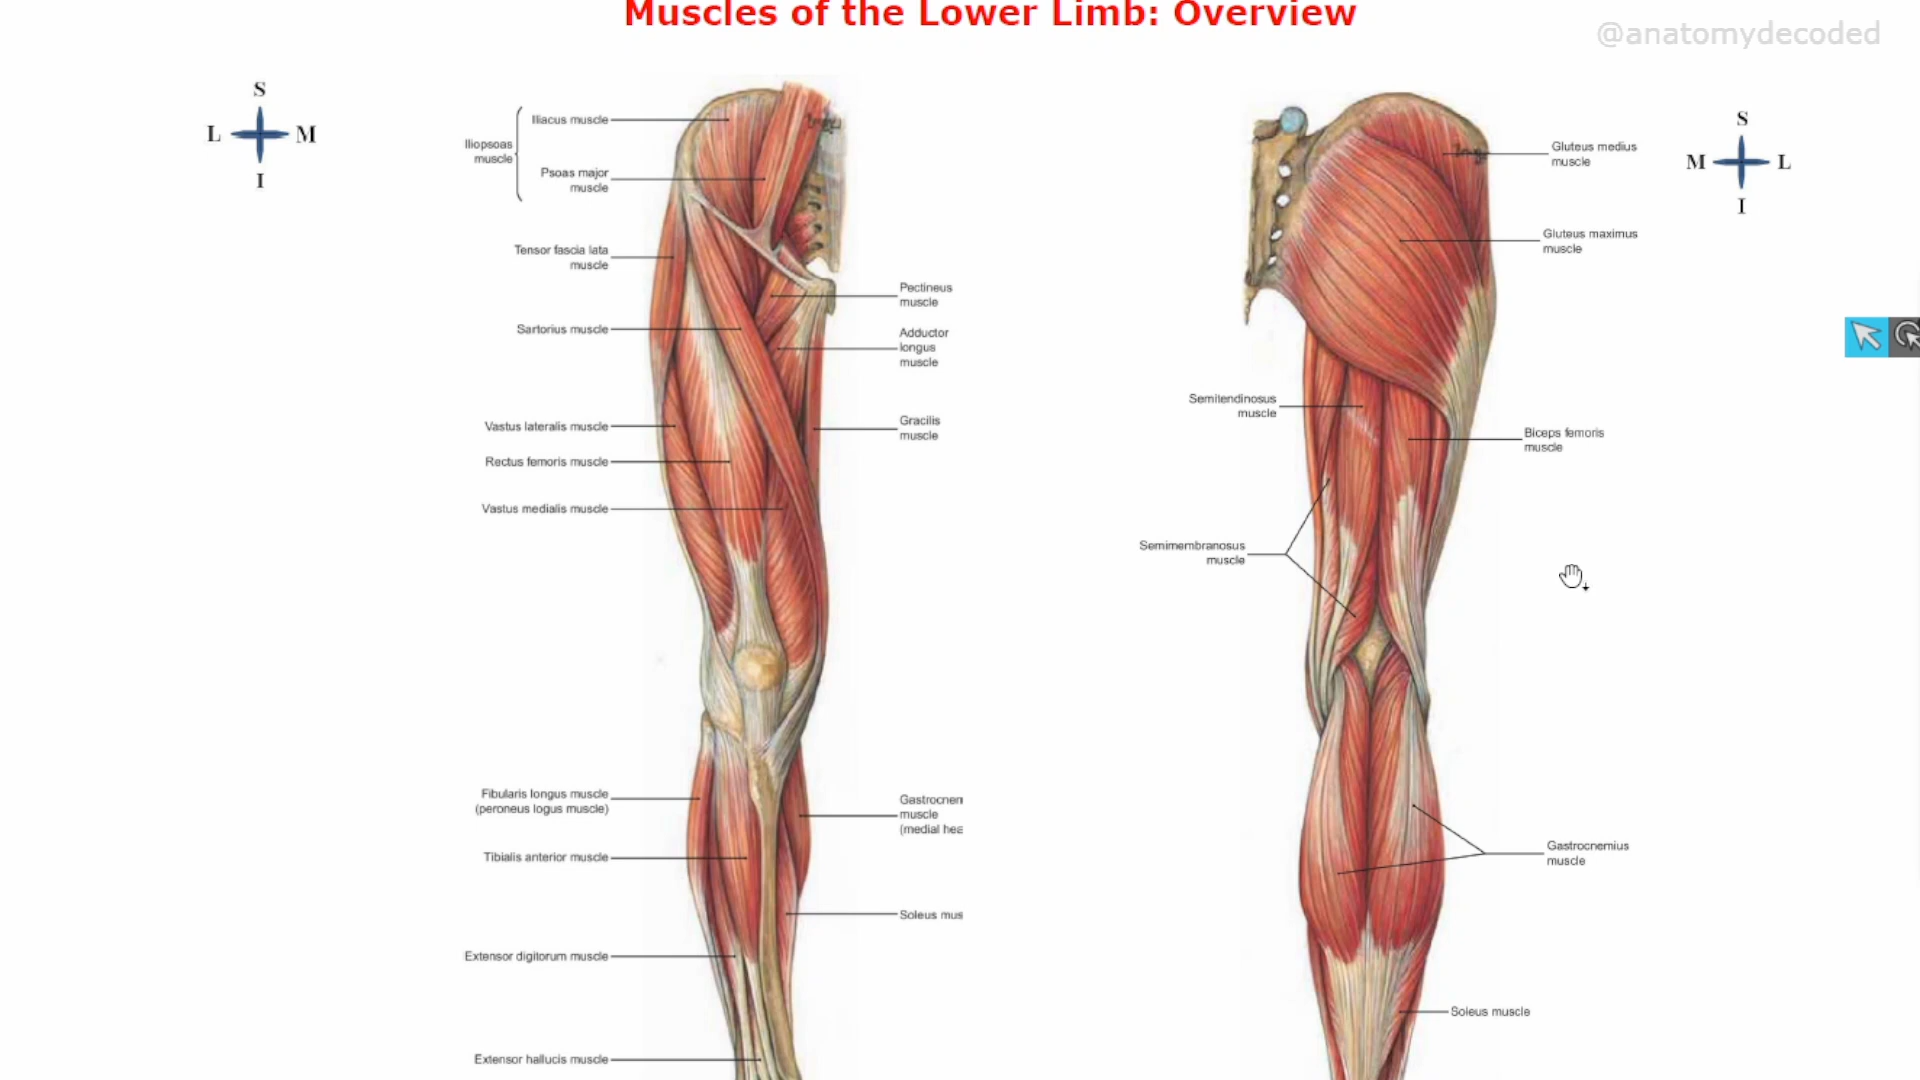 Muscles of the Lower Limb: Overview
@anatomydecoded
S
L M
I
Iliacus muscle
Iliopsoas
muscle
Psoas major
muscle
Tensor fascia lata
muscle
Sartorius muscle
Vastus lateralis muscle
Rectus femoris muscle
Vastus medialis muscle
Fibularis longus muscle
(peroneus logus muscle)
Tibialis anterior muscle
Extensor digitorum muscle
Extensor hallucis muscle
Pectineus
muscle
Adductor
longus
muscle
Gracilis
muscle
Gastrocnem
muscle
(medial hea
Soleus mus
S
M L
I
Gluteus medius
muscle
Gluteus maximus
muscle
Semitendinosus
muscle
Biceps femoris
muscle
Semimembranosus
muscle
Gastrocnemius
muscle
Soleus muscle